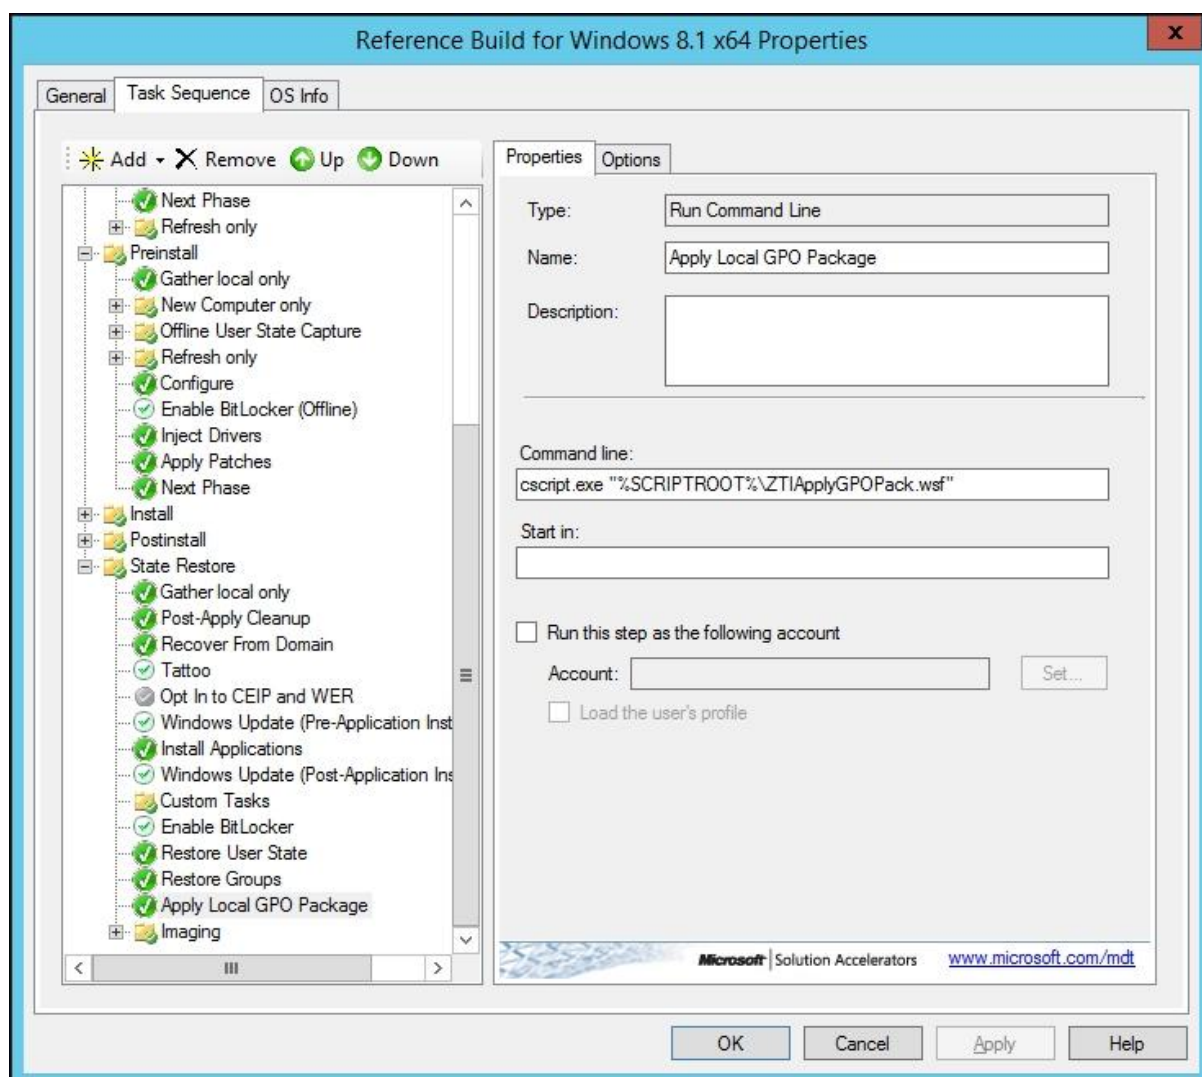 Reference Build for Windows 8.1 x64 Properties
x
General
Task Sequence
OS Info
Add
Remove
Up
Down
Properties
Options
Next Phase
Refresh only
Preinstall
Gather local only
New Computer only
Offline User State Capture
Refresh only
Configure
Enable BitLocker (Offline)
Inject Drivers
Apply Patches
Next Phase
Install
Postinstall
State Restore
Gather local only
Post-Apply Cleanup
Recover From Domain
Tattoo
Opt In to CEIP and WER
Windows Update (Pre-Application Inst
Install Applications
Windows Update (Post-Application Ins
Custom Tasks
Enable BitLocker
Restore User State
Restore Groups
Apply Local GPO Package
Imaging
Type:
Run Command Line
Name:
Apply Local GPO Package
Description:
Command line:
cscript.exe "%SCRIPTROOT%\ZTIApplyGPOPack.wsf"
Start in:
Run this step as the following account
Account:
Set...
Load the user's profile
Microsoft Solution Accelerators
www.microsoft.com/mdt
OK
Cancel
Apply
Help